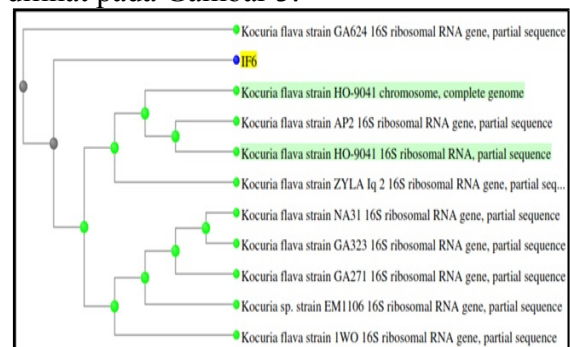 Kocuria flava strain GA624 16S ribosomal RNA gene, partial sequence
IF6
Kocuria flava strain HO-9041 chromosome, complete genome
Kocuria flava strain AP2 16S ribosomal RNA gene, partial sequence
Kocuria flava strain HO-9041 16S ribosomal RNA, partial sequence
Kocuria flava strain ZYLA Iq 2 16S ribosomal RNA gene, partial seq...
Kocuria flava strain NA31 16S ribosomal RNA gene, partial sequence
Kocuria flava strain GA323 16S ribosomal RNA gene, partial sequence
Kocuria flava strain GA271 16S ribosomal RNA gene, partial sequence
Kocuria sp. strain EM1106 16S ribosomal RNA gene, partial sequence
Kocuria flava strain 1WO 16S ribosomal RNA gene, partial sequence